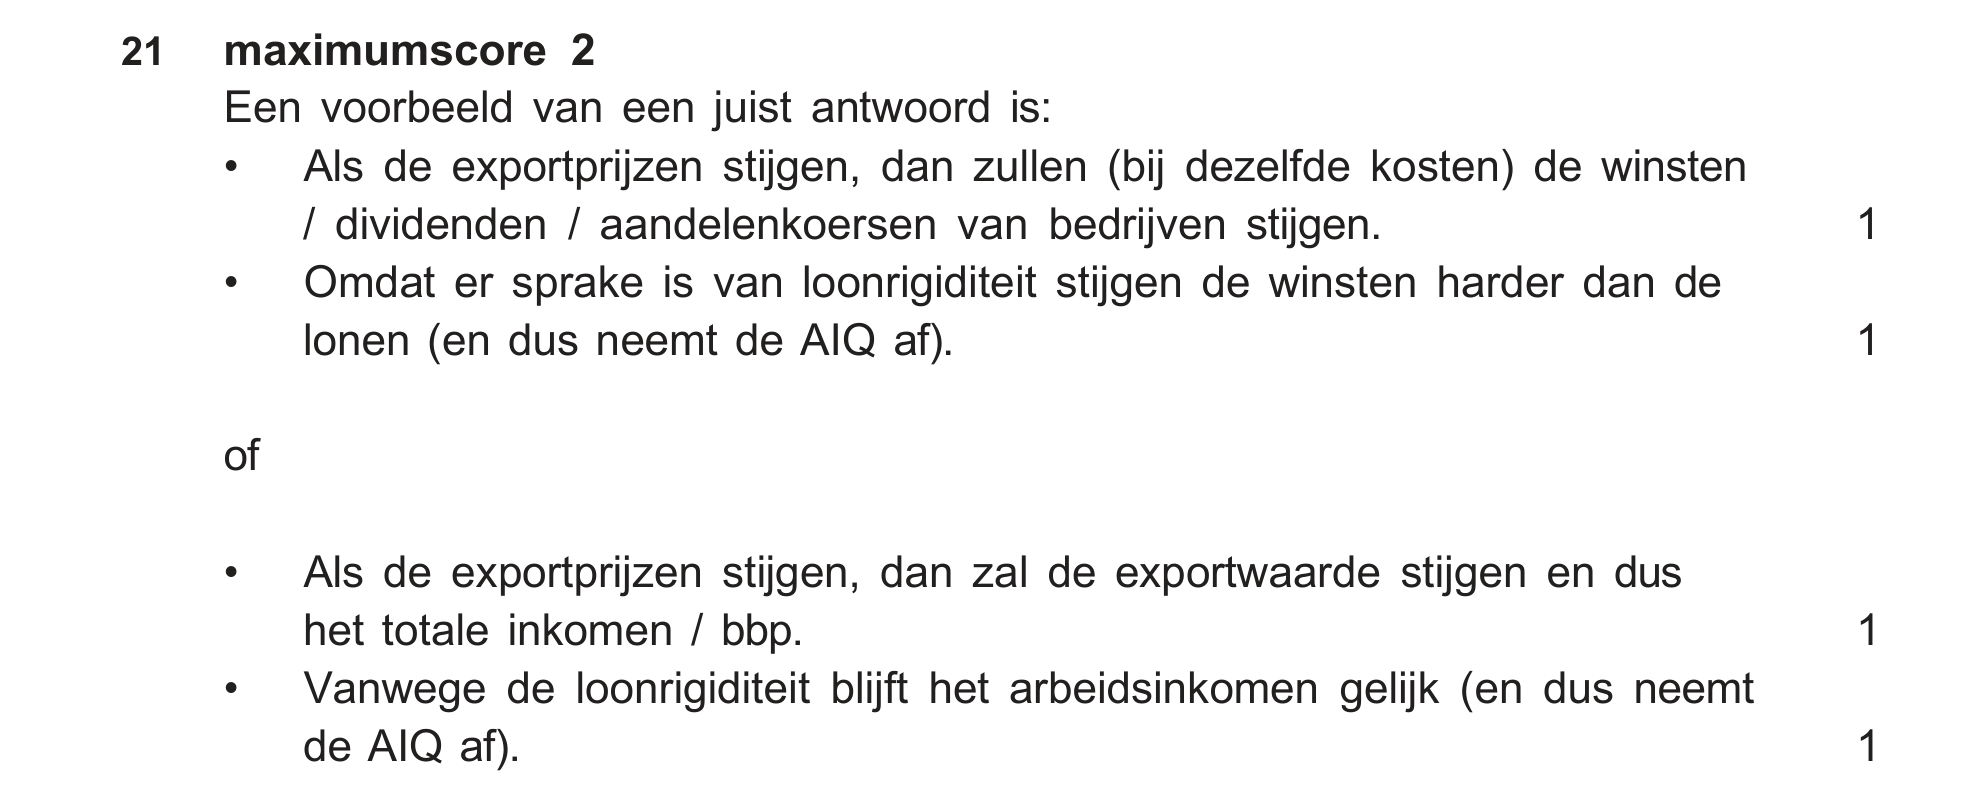 21 maximumscore 2
Een voorbeeld van een juist antwoord is:
• Als de exportprijzen stijgen, dan zullen (bij dezelfde kosten) de winsten
/ dividenden / aandelenkoersen van bedrijven stijgen. 1
• Omdat er sprake is van loonrigiditeit stijgen de winsten harder dan de
lonen (en dus neemt de AIQ af). 1
of
• Als de exportprijzen stijgen, dan zal de exportwaarde stijgen en dus
het totale inkomen / bbp. 1
• Vanwege de loonrigiditeit blijft het arbeidsinkomen gelijk (en dus neemt
de AIQ af). 1